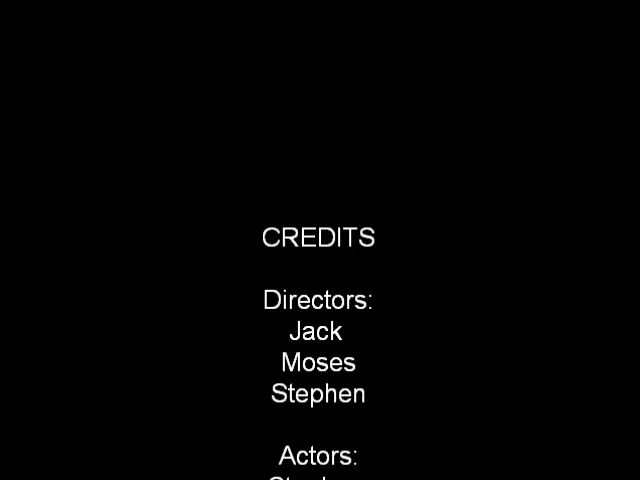 CREDITS
Directors:
Jack
Moses
Stephen
Actors: